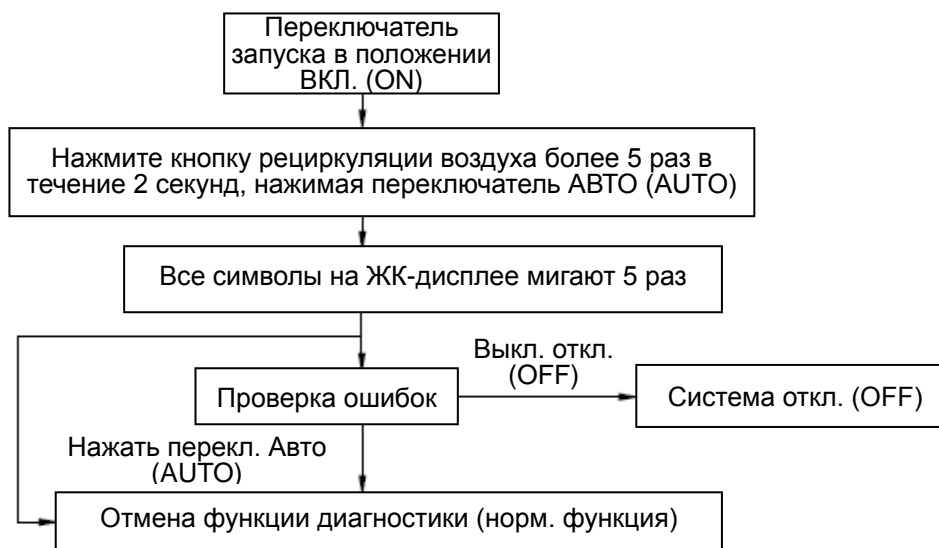 Переключатель
запуска в положении
ВКЛ. (ON)
Нажмите кнопку рециркуляции воздуха более 5 раз в
течение 2 секунд, нажимая переключатель АВТО (AUTO)
Все символы на ЖК-дисплее мигают 5 раз
Выкл. откл.
(OFF)
Проверка ошибок
Система откл. (OFF)
Нажать перекл. Авто
(AUTO)
Отмена функции диагностики (норм. функция)